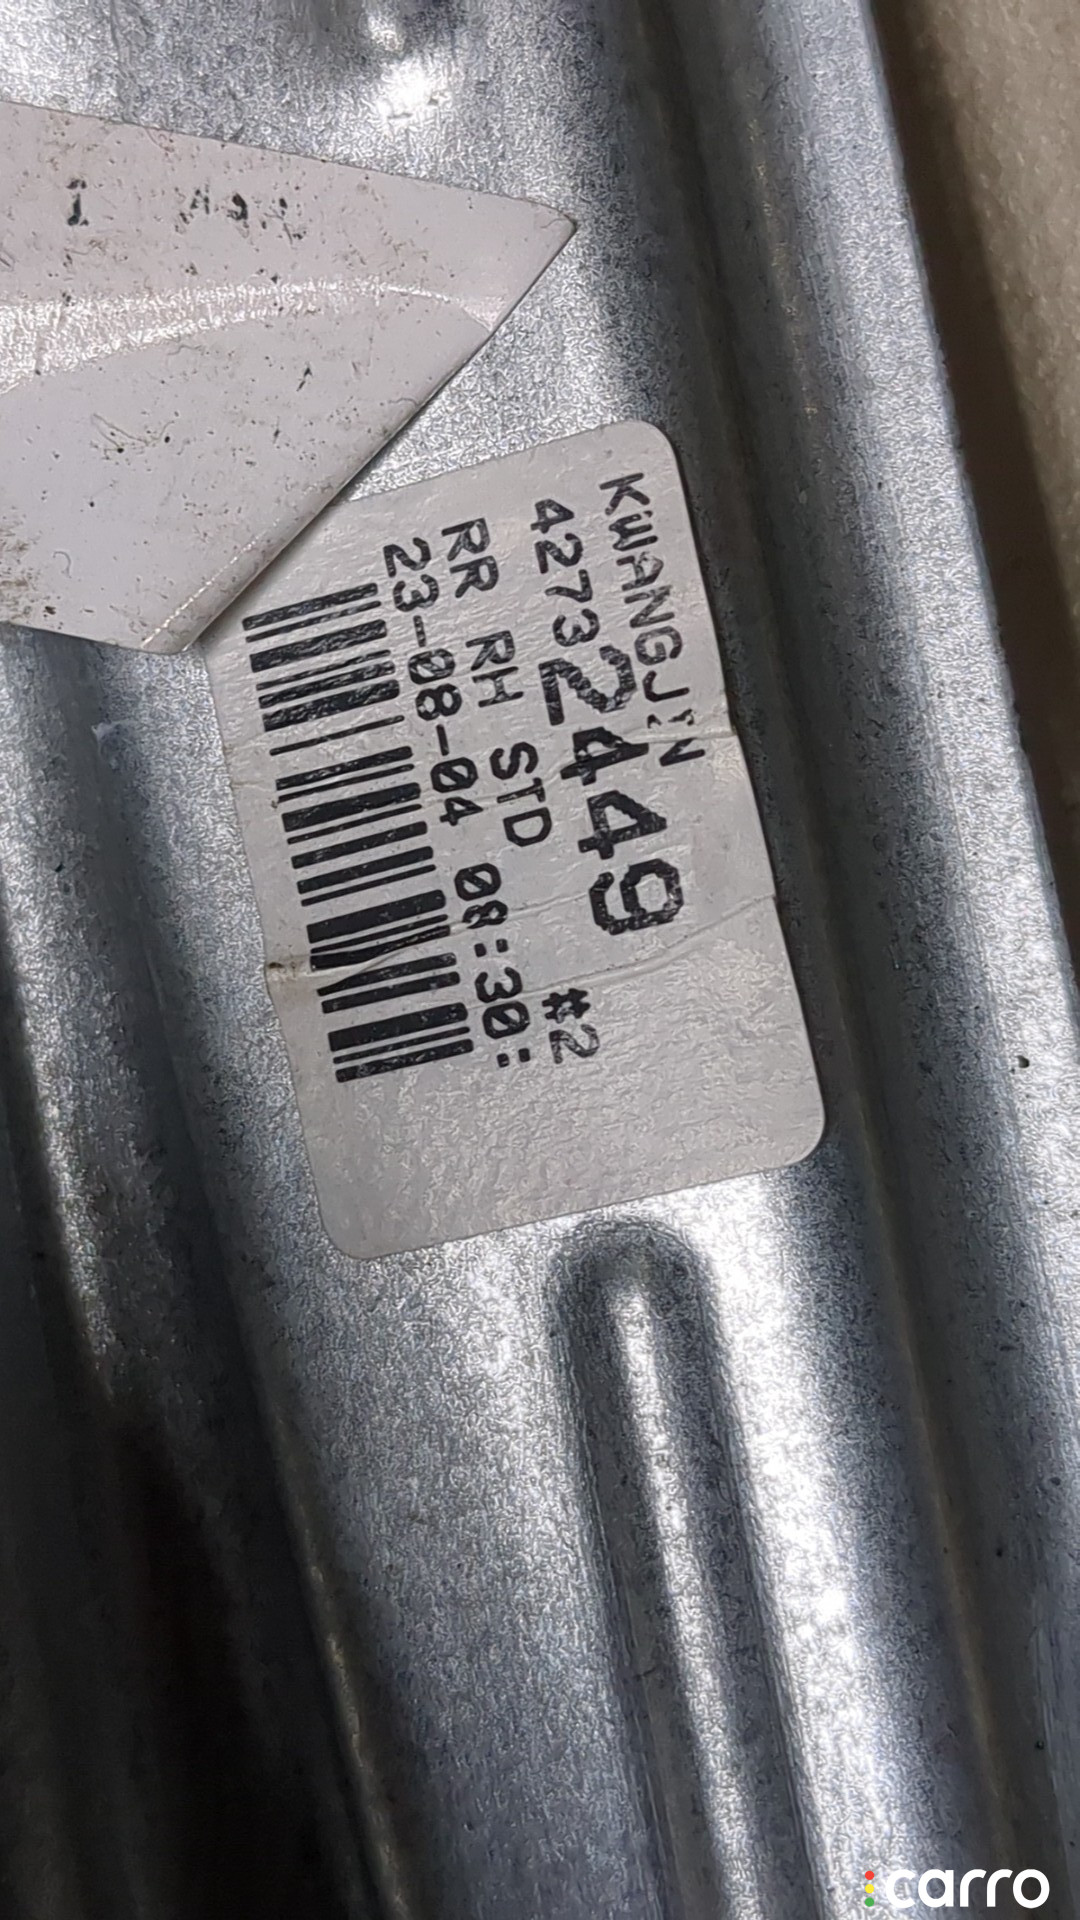 KWANGJIN
42732449 #2
RR RH STD 08:30:
23-08-04
carro